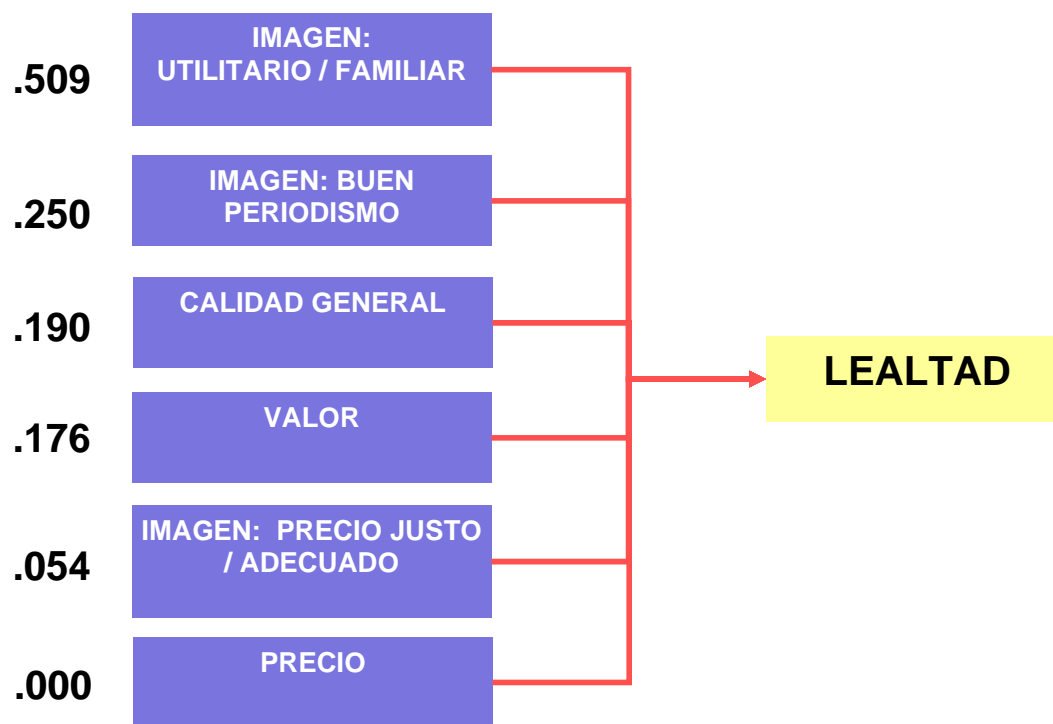 .509
IMAGEN:
UTILITARIO / FAMILIAR
.250
IMAGEN: BUEN
PERIODISMO
.190
CALIDAD GENERAL
.176
VALOR
.054
IMAGEN:  PRECIO JUSTO
/ ADECUADO
.000
PRECIO
LEALTAD